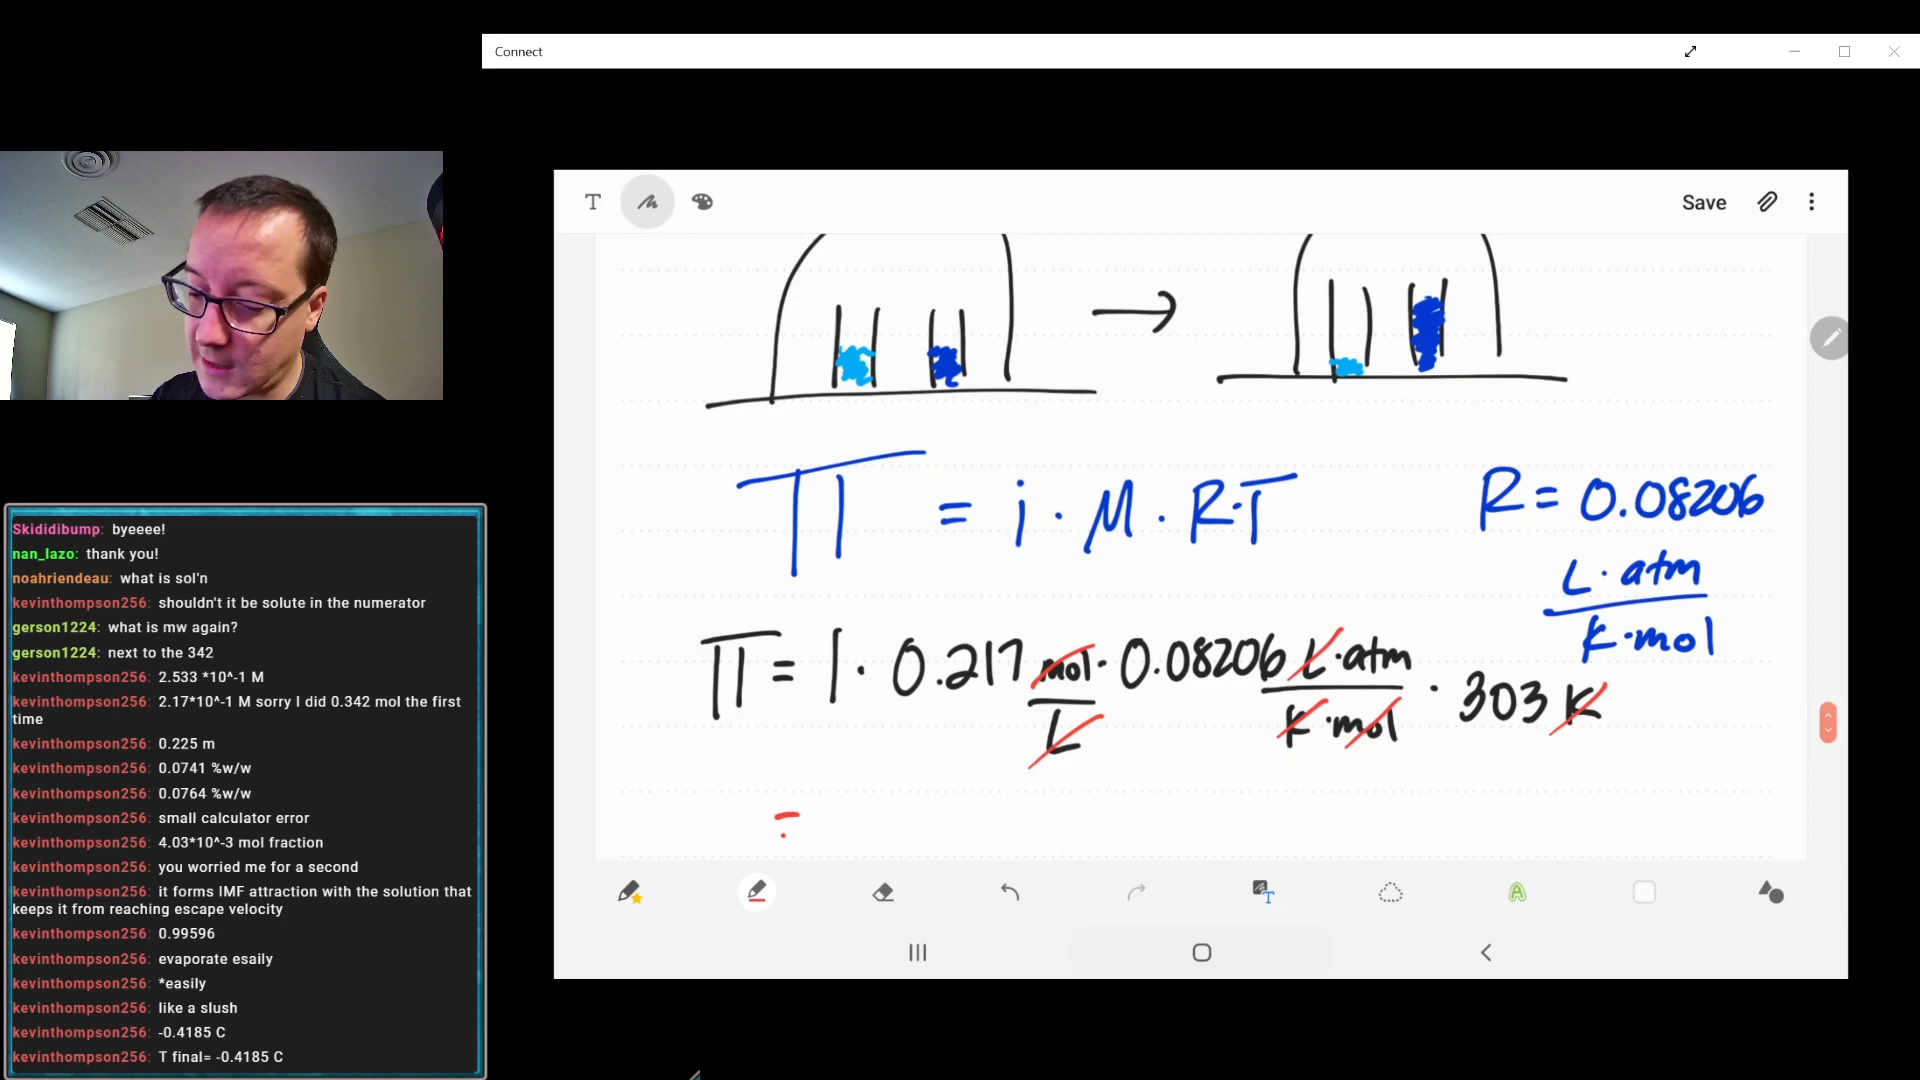 Connect
T
Save
Π = i · M · R·T
R = 0.08206
L · atm
K · mol
Π = 1 · 0.217 mol · 0.08206 L · atm · 303 K
L
K · mol
=
Skididibump: byeeee!
nan_lazo: thank you!
noahriendeau: what is sol'n
kevinthompson256: shouldn't it be solute in the numerator
gerson1224: what is mw again?
gerson1224: next to the 342
kevinthompson256: 2.533 *10^-1 M
kevinthompson256: 2.17*10^-1 M sorry I did 0.342 mol the first
time
kevinthompson256: 0.225 m
kevinthompson256: 0.0741 %w/w
kevinthompson256: 0.0764 %w/w
kevinthompson256: small calculator error
kevinthompson256: 4.03*10^-3 mol fraction
kevinthompson256: you worried me for a second
kevinthompson256: it forms IMF attraction with the solution that
keeps it from reaching escape velocity
kevinthompson256: 0.99596
kevinthompson256: evaporate esaily
kevinthompson256: *easily
kevinthompson256: like a slush
kevinthompson256: -0.4185 C
kevinthompson256: T final= -0.4185 C